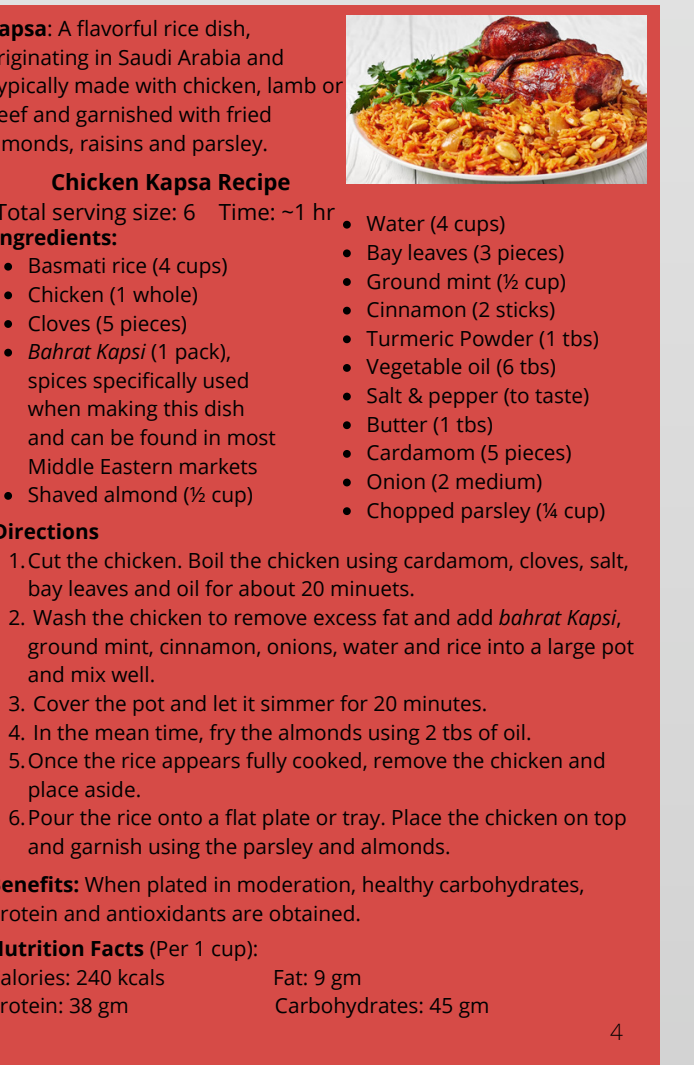 apsa: A flavorful rice dish,
riginating in Saudi Arabia and
ypically made with chicken, lamb or
eef and garnished with fried
lmonds, raisins and parsley.
Chicken Kapsa Recipe
Total serving size: 6 Time: ~1 hr
ngredients:
• Basmati rice (4 cups)
• Chicken (1 whole)
• Cloves (5 pieces)
• Bahrat Kapsi (1 pack),
spices specifically used
when making this dish
and can be found in most
Middle Eastern markets
• Shaved almond (½ cup)
• Water (4 cups)
• Bay leaves (3 pieces)
• Ground mint (½ cup)
• Cinnamon (2 sticks)
• Turmeric Powder (1 tbs)
• Vegetable oil (6 tbs)
• Salt & pepper (to taste)
• Butter (1 tbs)
• Cardamom (5 pieces)
• Onion (2 medium)
• Chopped parsley (¼ cup)
Directions
1. Cut the chicken. Boil the chicken using cardamom, cloves, salt,
bay leaves and oil for about 20 minuets.
2. Wash the chicken to remove excess fat and add bahrat Kapsi,
ground mint, cinnamon, onions, water and rice into a large pot
and mix well.
3. Cover the pot and let it simmer for 20 minutes.
4. In the mean time, fry the almonds using 2 tbs of oil.
5. Once the rice appears fully cooked, remove the chicken and
place aside.
6. Pour the rice onto a flat plate or tray. Place the chicken on top
and garnish using the parsley and almonds.
enefits: When plated in moderation, healthy carbohydrates,
rotein and antioxidants are obtained.
Nutrition Facts (Per 1 cup):
alories: 240 kcals Fat: 9 gm
rotein: 38 gm Carbohydrates: 45 gm
4